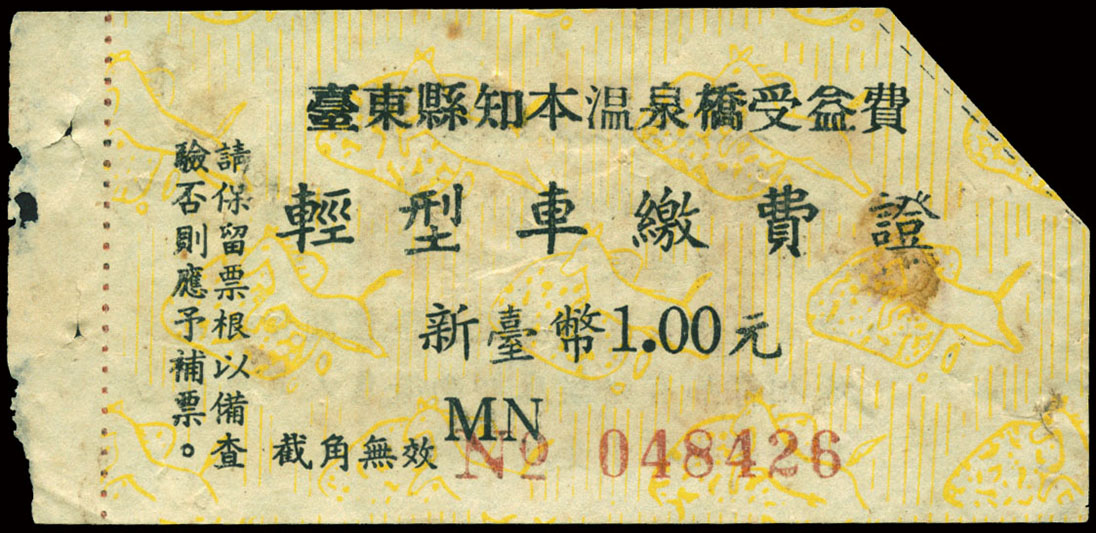 臺東縣知本温泉橋受益費
輕型車繳費證
新臺幣1.00元
MN
截角無效
№ 048426
請保留票根以備查
驗否則應予補票。